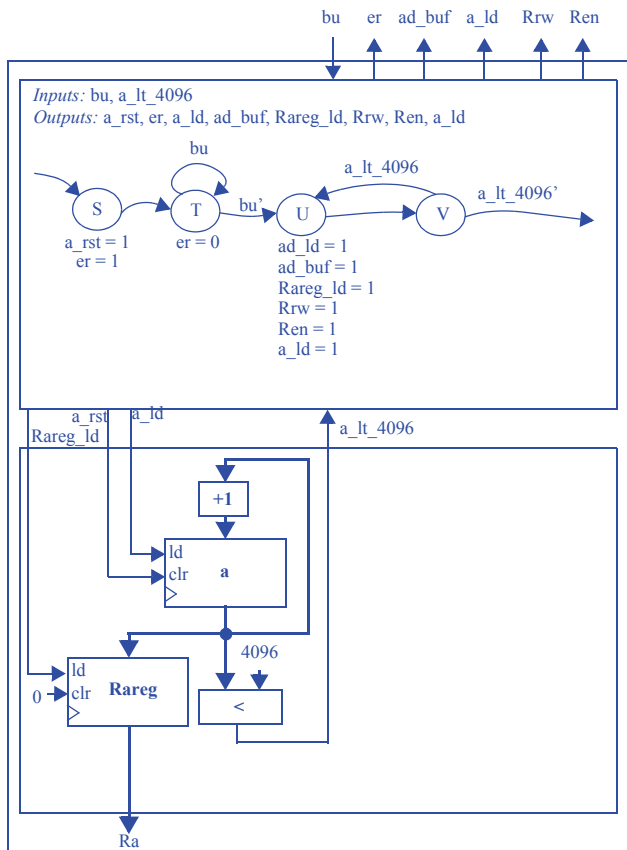 bu er ad_buf a_ld Rrw Ren
Inputs: bu, a_lt_4096
Outputs: a_rst, er, a_ld, ad_buf, Rareg_ld, Rrw, Ren, a_ld
bu
a_lt_4096
a_lt_4096’
bu’
S
T
U
V
a_rst = 1
er = 1
er = 0
ad_ld = 1
ad_buf = 1
Rareg_ld = 1
Rrw = 1
Ren = 1
a_ld = 1
a_rst
a_ld
Rareg_ld
a_lt_4096
+1
ld
clr
a
4096
ld
clr
0
Rareg
<
Ra